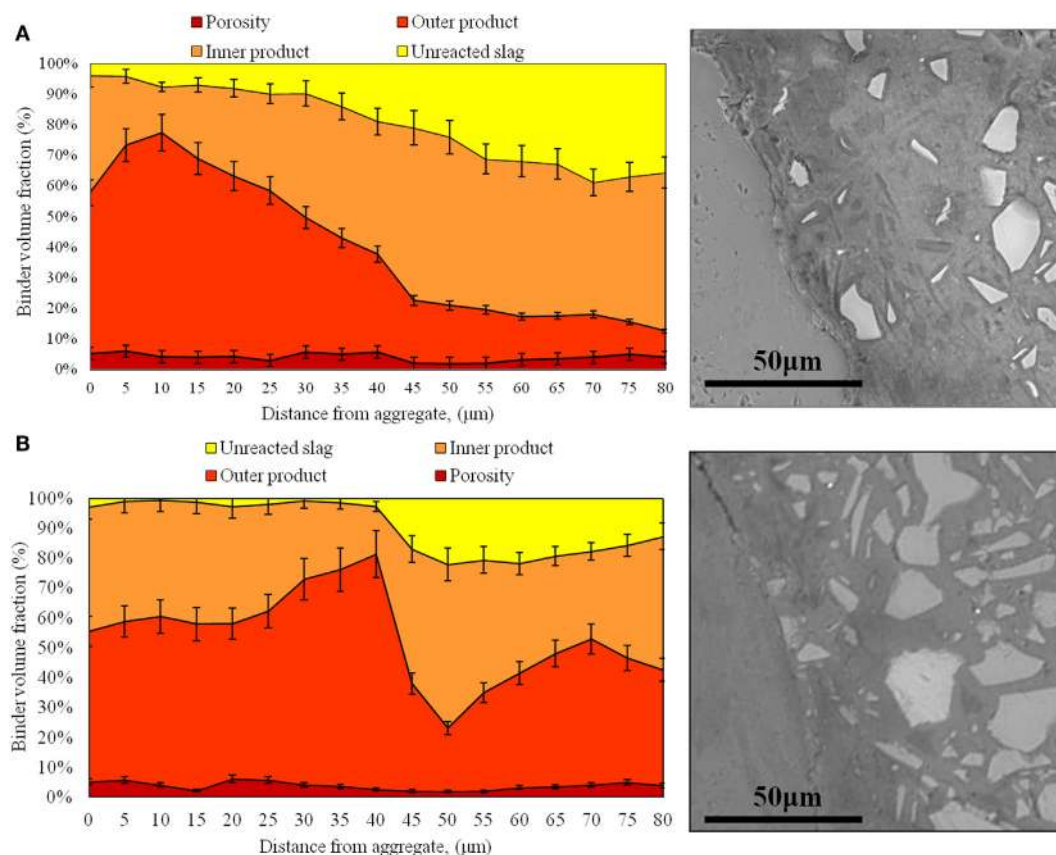 A
Porosity Outer product
Inner product Unreacted slag
Binder volume fraction (%)
100%
90%
80%
70%
60%
50%
40%
30%
20%
10%
0%
0 5 10 15 20 25 30 35 40 45 50 55 60 65 70 75 80
Distance from aggregate, (μm)
50μm
B
Unreacted slag Inner product
Outer product Porosity
Binder volume fraction (%)
100%
90%
80%
70%
60%
50%
40%
30%
20%
10%
0%
0 5 10 15 20 25 30 35 40 45 50 55 60 65 70 75 80
Distance from aggregate, (μm)
50μm